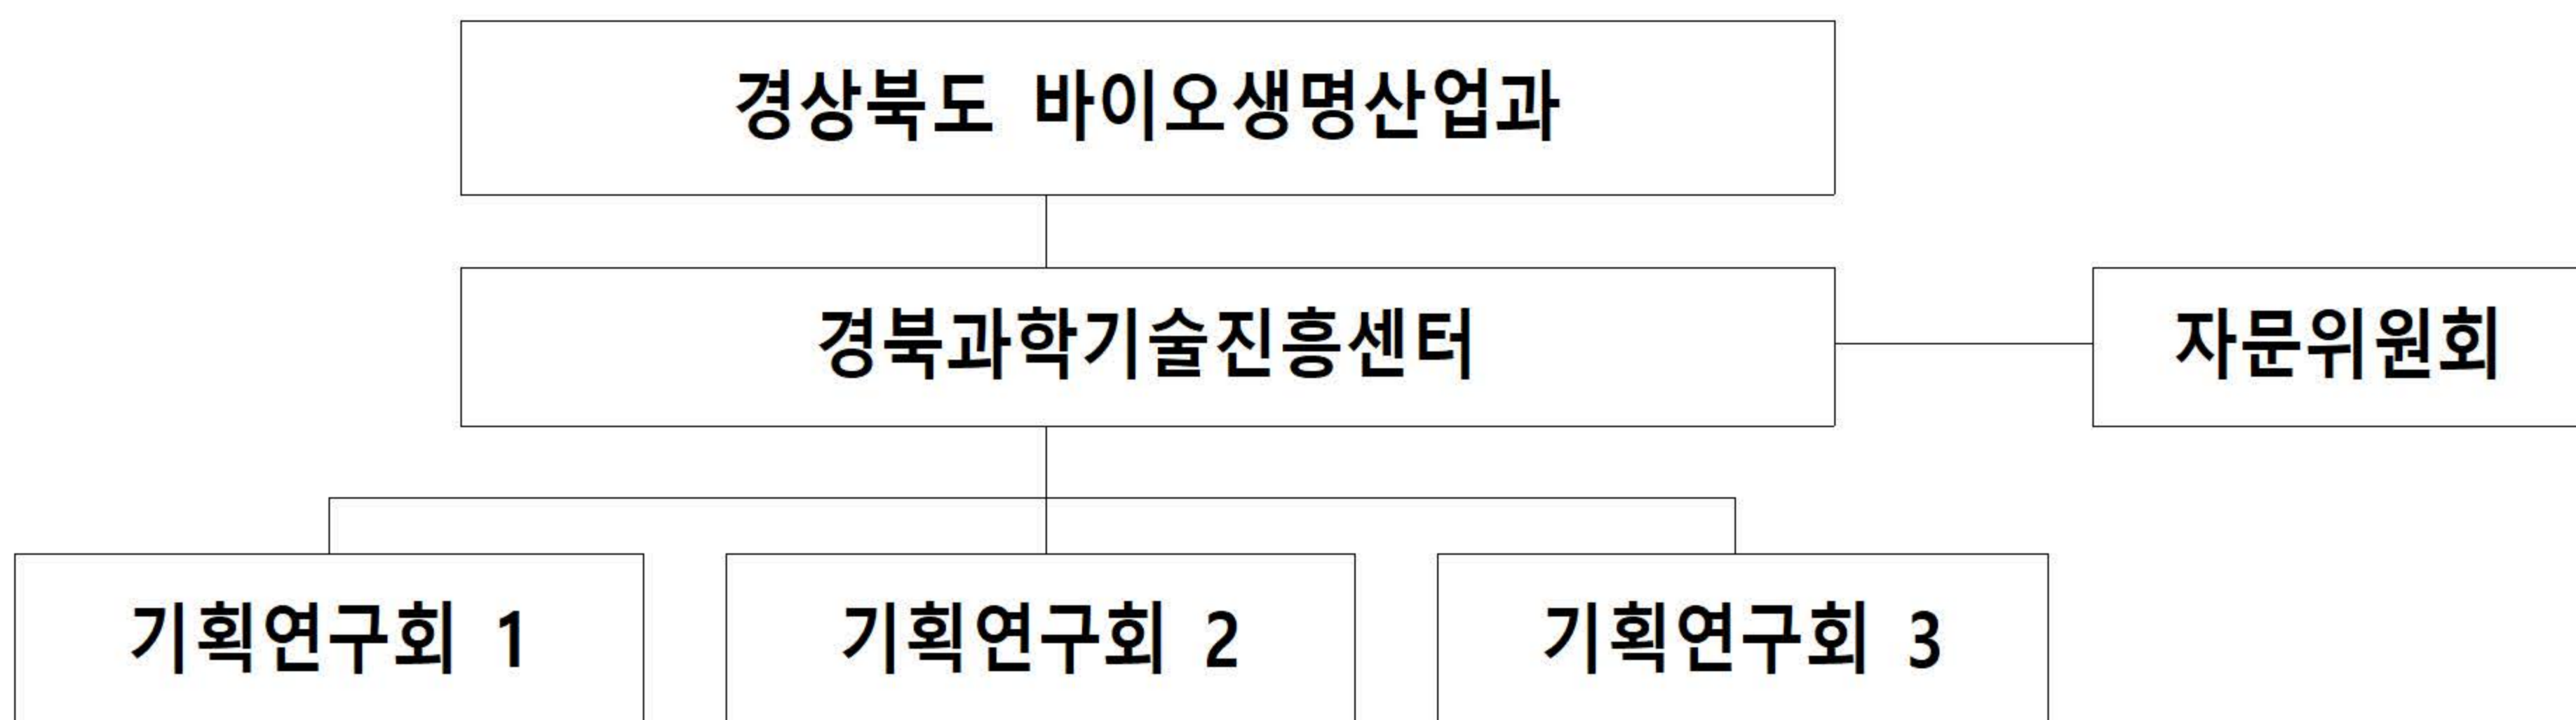 경상북도 바이오생명산업과
경북과학기술진흥센터
자문위원회
기획연구회 1
기획연구회 2
기획연구회 3